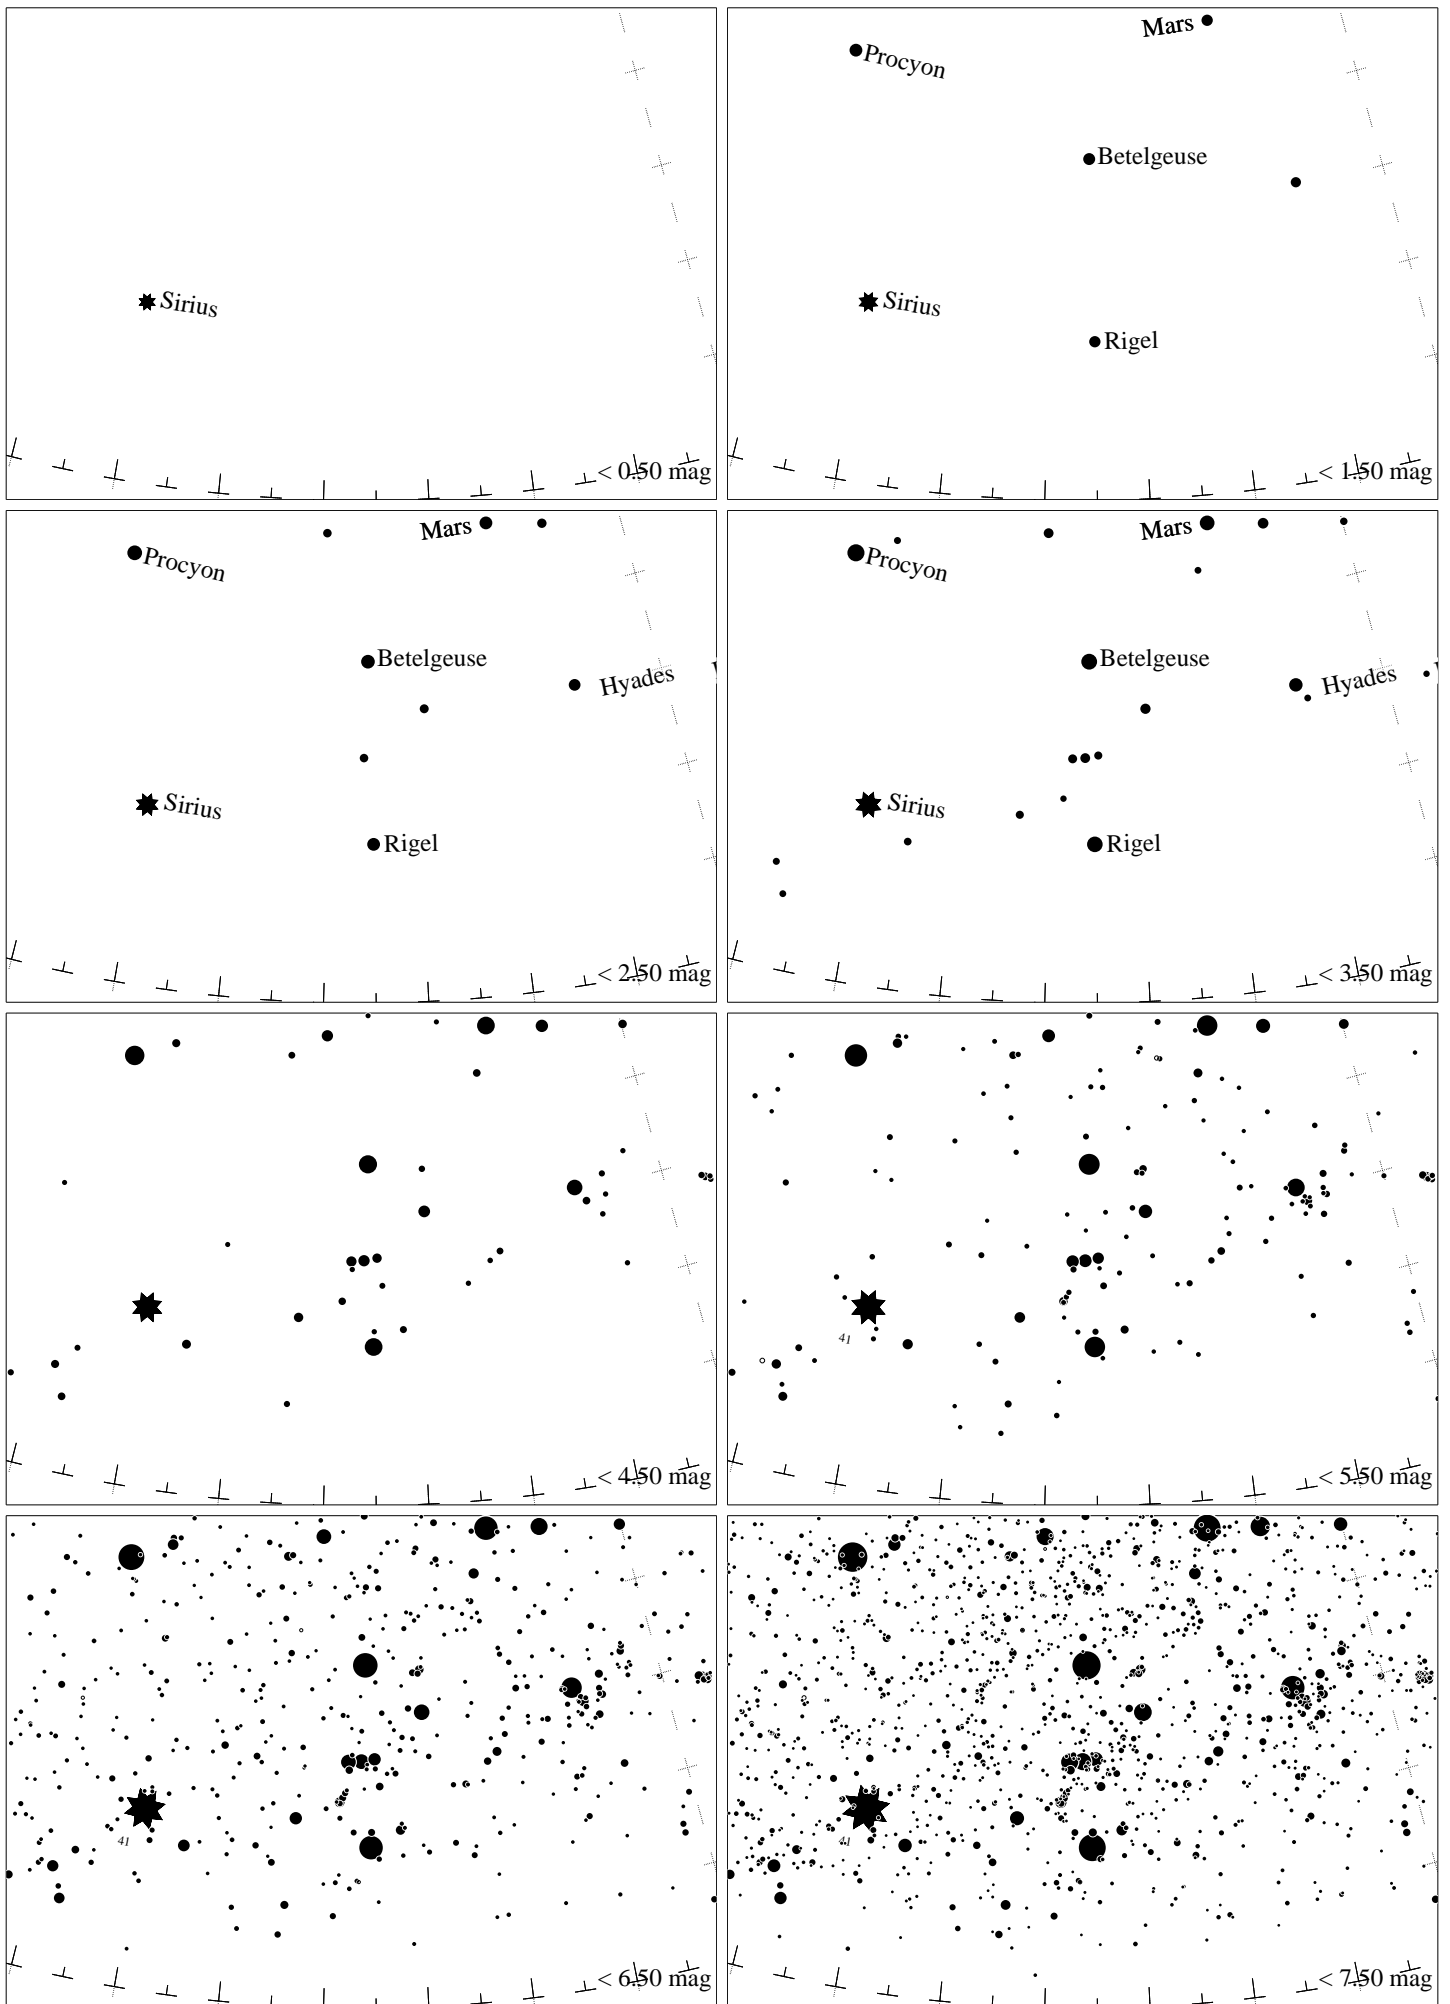 Sirius
< 0.50 mag
Mars
Procyon
Betelgeuse
Sirius
Rigel
< 1.50 mag
Mars
Procyon
Betelgeuse
Hyades
Sirius
Rigel
< 2.50 mag
Mars
Procyon
Betelgeuse
Hyades
Sirius
Rigel
< 3.50 mag
< 4.50 mag
41
< 5.50 mag
41
< 6.50 mag
41
< 7.50 mag